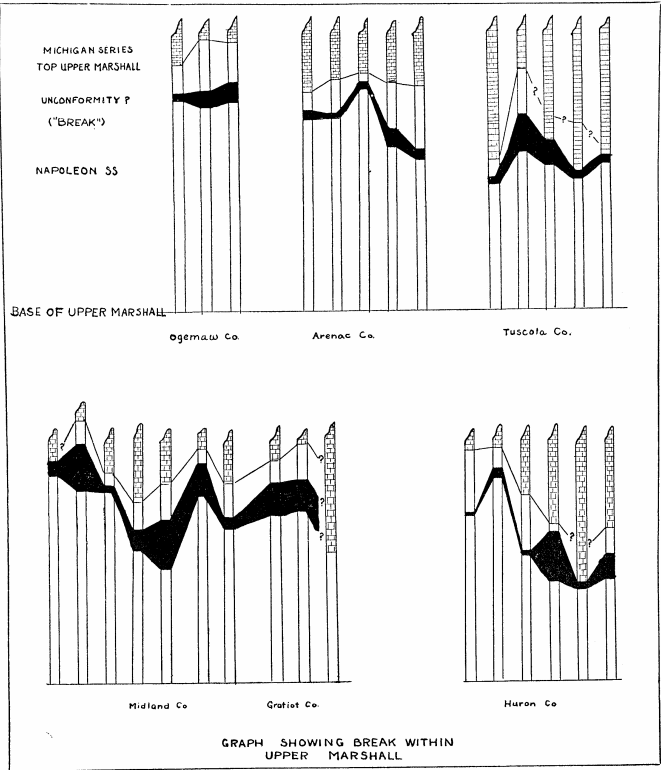 MICHIGAN SERIES
TOP UPPER MARSHALL
UNCONFORMITY ?
("BREAK")
NAPOLEON SS
BASE OF UPPER MARSHALL
Ogemaw Co.
Arenac Co.
Tuscola Co.
?
?
?
?
?
?
?
?
?
Midland Co
Gratiot Co.
Huron Co
GRAPH SHOWING BREAK WITHIN
UPPER MARSHALL